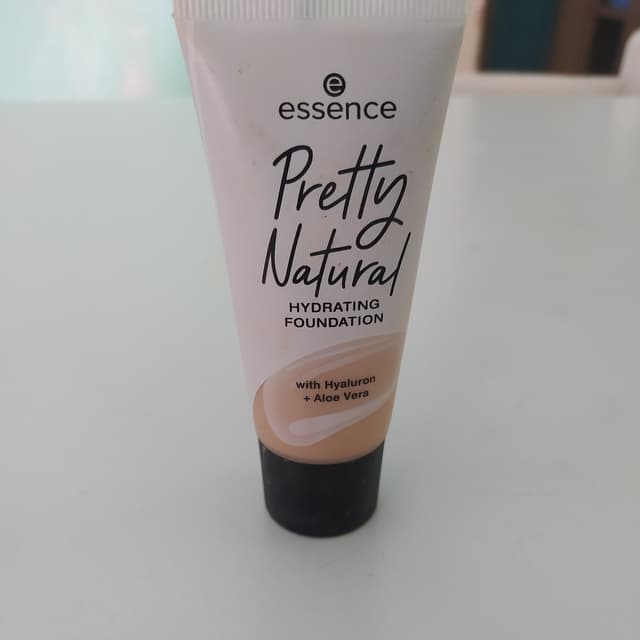 e
essence
Pretty
Natural
HYDRATING
FOUNDATION
with Hyaluron
+ Aloe Vera